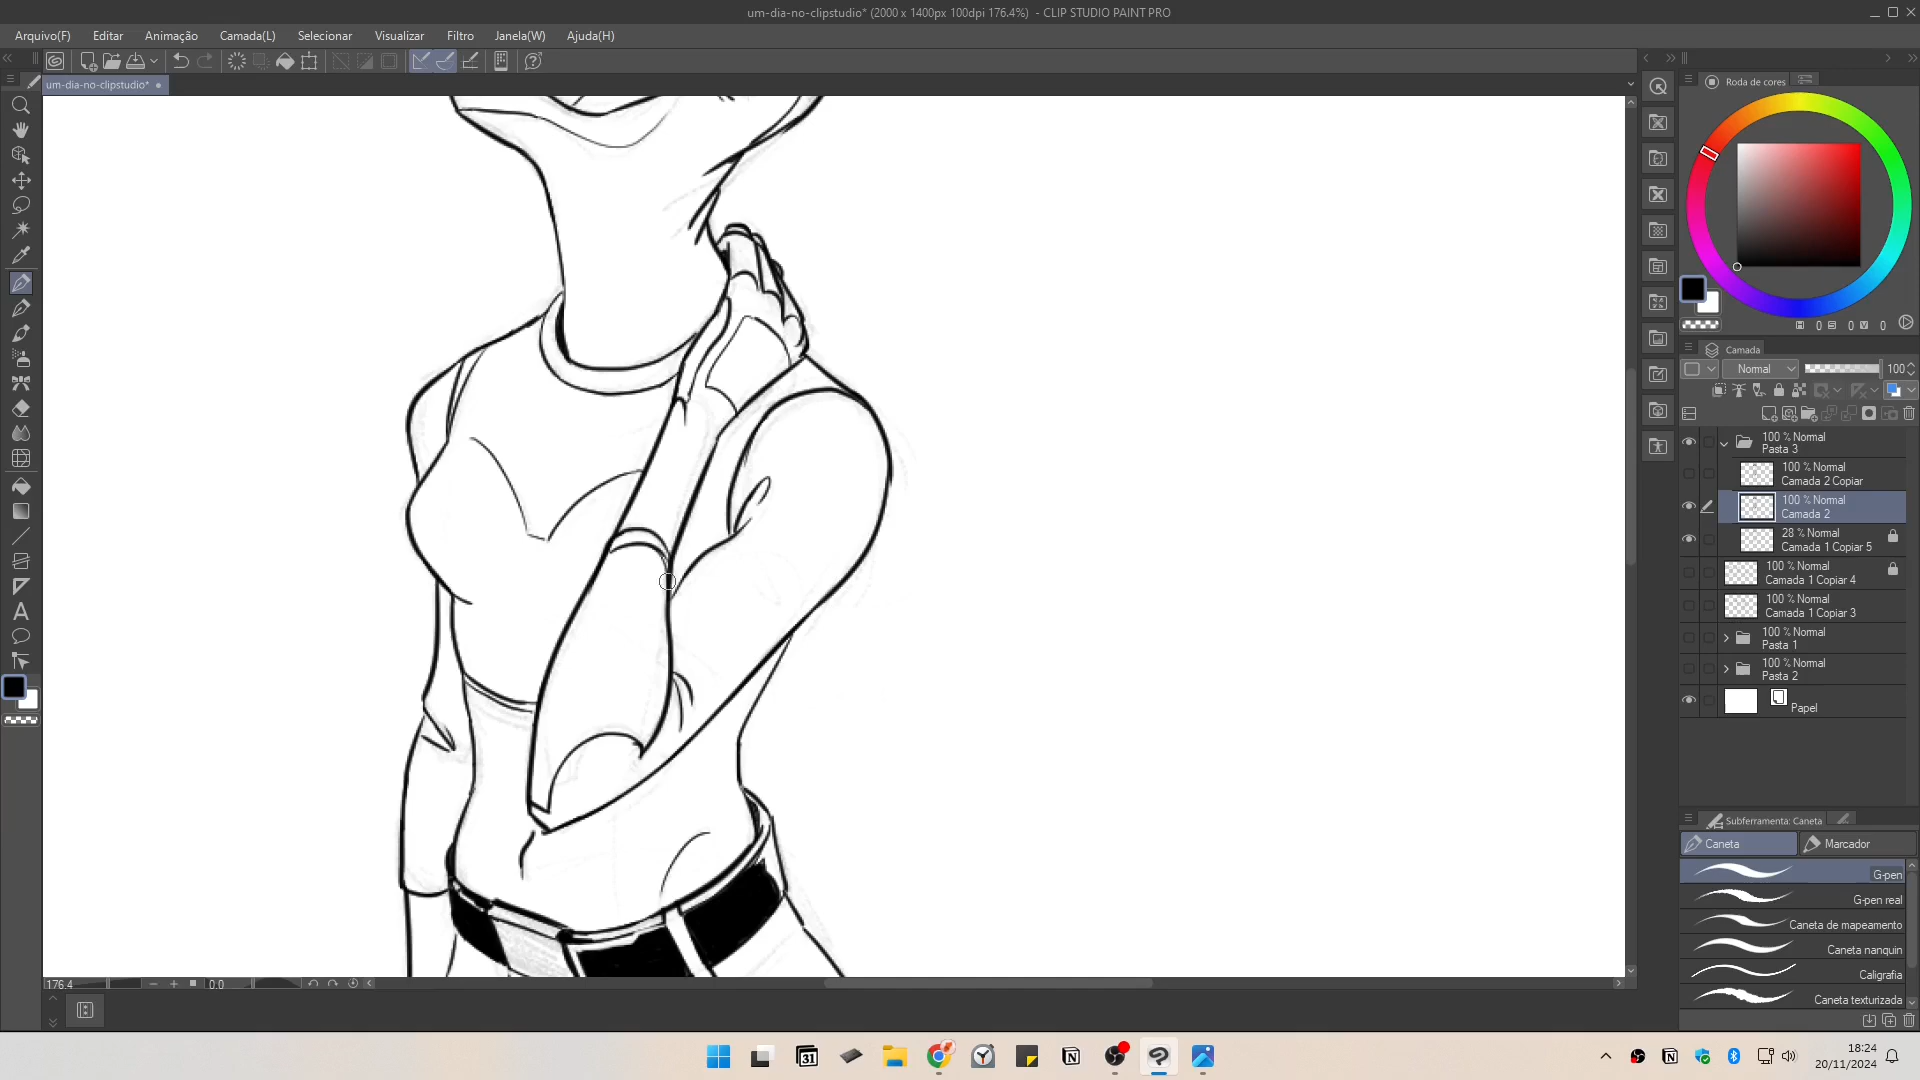 um-dia-no-clipstudio* (2000 x 1400px 100dpi 176.4%) - CLIP STUDIO PAINT PRO
Arquivo(F) Editar Animação Camada(L) Selecionar Visualizar Filtro Janela(W) Ajuda(H)
um-dia-no-clipstudio*
Roda de cores
H 0 S 0 V 0
Camada
Normal 100
100 % Normal
Pasta 3
100 % Normal
Camada 2 Copiar
100 % Normal
Camada 2
28 % Normal
Camada 1 Copiar 5
100 % Normal
Camada 1 Copiar 4
100 % Normal
Camada 1 Copiar 3
100 % Normal
Pasta 1
100 % Normal
Pasta 2
Papel
Subferramenta: Caneta
Caneta Marcador
G-pen
G-pen real
Caneta de mapeamento
Caneta nanquin
Caligrafia
Caneta texturizada
176.4 0.0
31
18:24
20/11/2024